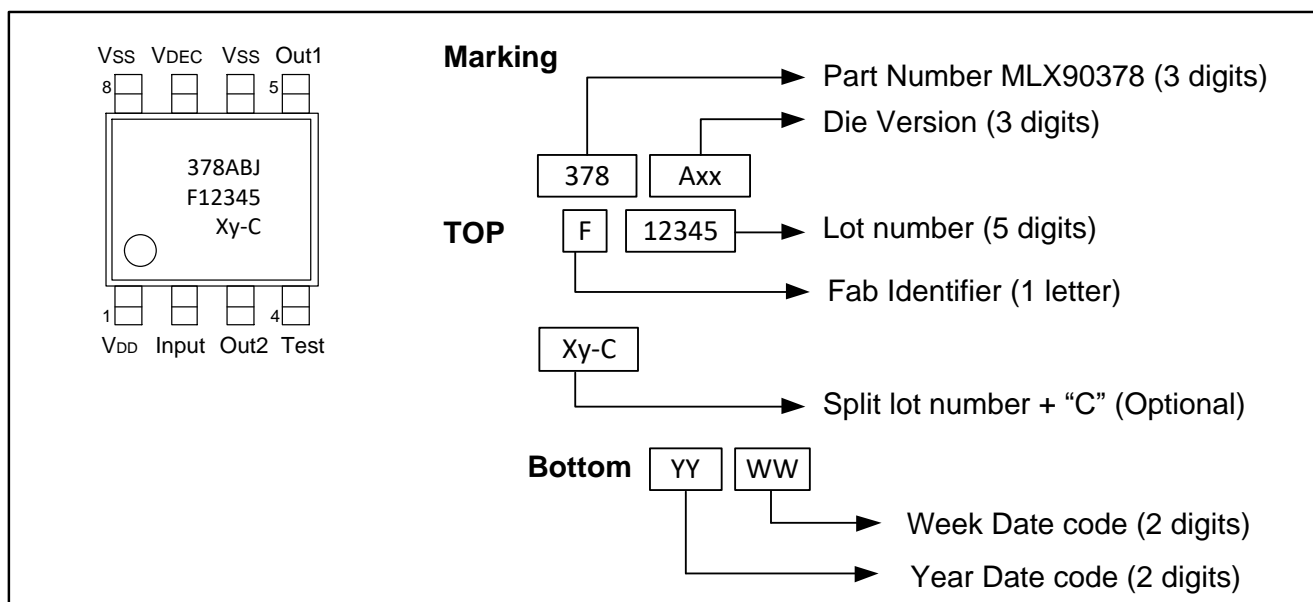 VSS VDEC VSS Out1
8 5
378ABJ
F12345
Xy-C
1 4
VDD Input Out2 Test
Marking
Part Number MLX90378 (3 digits)
Die Version (3 digits)
378 Axx
TOP F 12345 Lot number (5 digits)
Fab Identifier (1 letter)
Xy-C
Split lot number + “C” (Optional)
Bottom YY WW
Week Date code (2 digits)
Year Date code (2 digits)